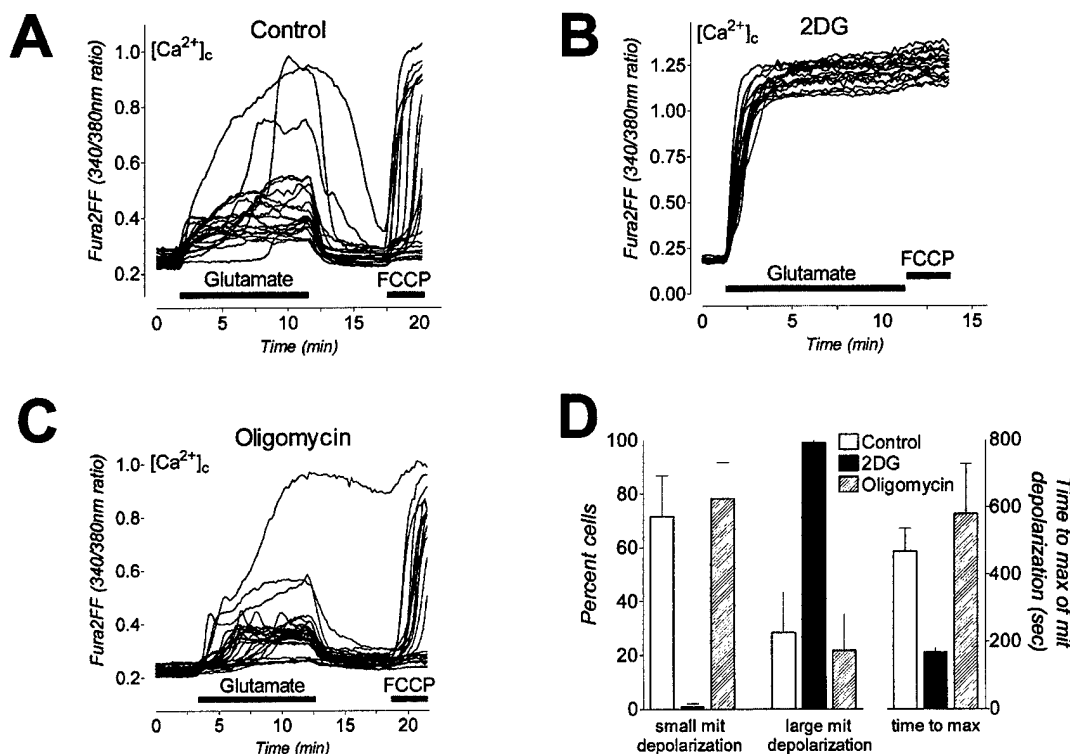 A
Control
[Ca2+]c
Fura2FF (340/380nm ratio)
1.0
0.8
0.6
0.4
0.2
Glutamate
FCCP
0 5 10 15 20
Time (min)
B
2DG
[Ca2+]c
Fura2FF (340/380nm ratio)
1.25
1.00
0.75
0.50
0.25
0.00
FCCP
Glutamate
0 5 10 15
Time (min)
C
Oligomycin
[Ca2+]c
Fura2FF (340/380nm ratio)
1.0
0.8
0.6
0.4
0.2
Glutamate
FCCP
0 5 10 15 20
Time (min)
D
Percent cells
100
80
60
40
20
0
Control
2DG
Oligomycin
800
600
400
200
0
Time to max of mit
depolarization (sec)
small mit
depolarization
large mit
depolarization
time to max